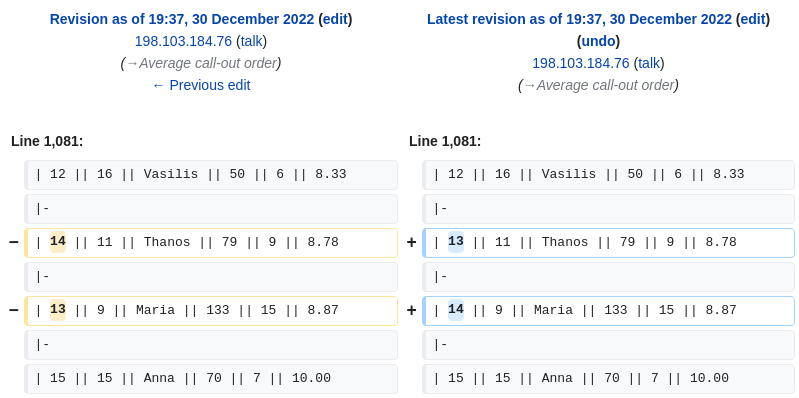 Revision as of 19:37, 30 December 2022 (edit)
198.103.184.76 (talk)
(→Average call-out order)
← Previous edit
Latest revision as of 19:37, 30 December 2022 (edit)
(undo)
198.103.184.76 (talk)
(→Average call-out order)
Line 1,081:
| 12 || 16 || Vasilis || 50 || 6 || 8.33
|-
− | 14 || 11 || Thanos || 79 || 9 || 8.78
|-
− | 13 || 9 || Maria || 133 || 15 || 8.87
|-
| 15 || 15 || Anna || 70 || 7 || 10.00
Line 1,081:
| 12 || 16 || Vasilis || 50 || 6 || 8.33
|-
+ | 13 || 11 || Thanos || 79 || 9 || 8.78
|-
+ | 14 || 9 || Maria || 133 || 15 || 8.87
|-
| 15 || 15 || Anna || 70 || 7 || 10.00